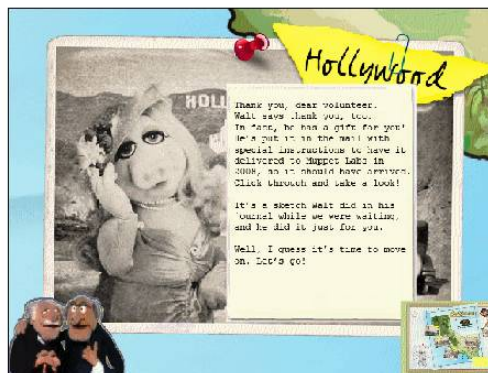 Hollywood
HOLL
Thank you, dear volunteer.
Walt says thank you, too.
In fact, he has a gift for you!
He's put it in the mail with
special instructions to have it
delivered to Muppet Labs in
2008, so it should have arrived.
Click through and take a look!
It's a sketch Walt did in his
journal while we were waiting,
and he did it just for you.
Well, I guess it's time to move
on. Let's go!